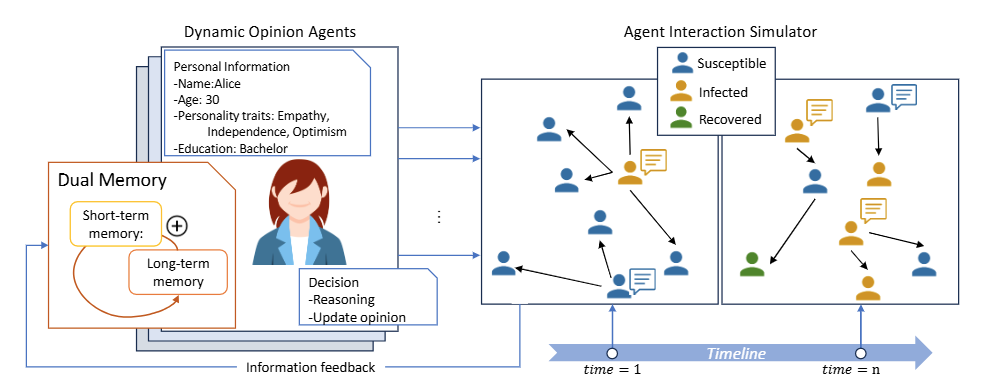 Dynamic Opinion Agents
Personal Information
-Name:Alice
-Age: 30
-Personality traits: Empathy,
Independence, Optimism
-Education: Bachelor
Dual Memory
Short-term
memory:
Long-term
memory
Decision
-Reasoning
-Update opinion
Information feedback
Agent Interaction Simulator
Susceptible
Infected
Recovered
Timeline
time = 1
time = n